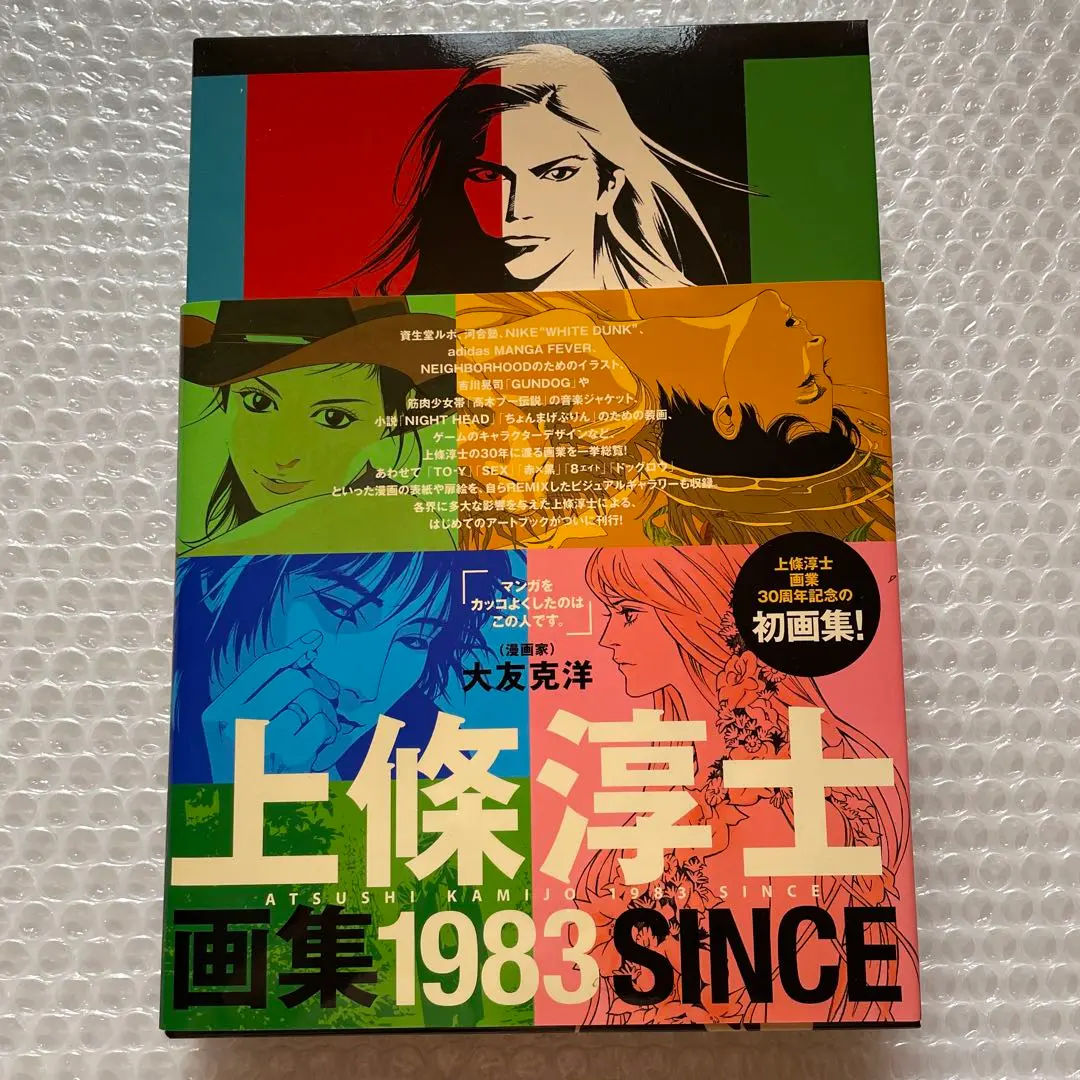 資生堂ルポ、河合塾、NIKE"WHITE DUNK"、
adidas MANGA FEVER、
NEIGHBORHOODのためのイラスト、
吉川晃司「GUNDOG」や
筋肉少女帯「高木ブー伝説」の音楽ジャケット、
小説「NIGHT HEAD」「ちょんまげぷりん」のための装画、
ゲームのキャラクターデザインなど、
上條淳士の30年に渡る画業を一挙総覧!
あわせて「TO-Y」「SEX」「赤×黒」「8エイト」「ドッグロウ」
といった漫画の表紙や扉絵を、自らREMIXしたビジュアルギャラリーも収録。
各界に多大な影響を与えた上條淳士による、
はじめてのアートブックがついに刊行!
上條淳士
画業
30周年記念の
初画集!
「マンガを
カッコよくしたのは
この人です。」
(漫画家)
大友克洋
上條淳士
ATSUSHI KAMIJO 1983 SINCE
画集1983SINCE